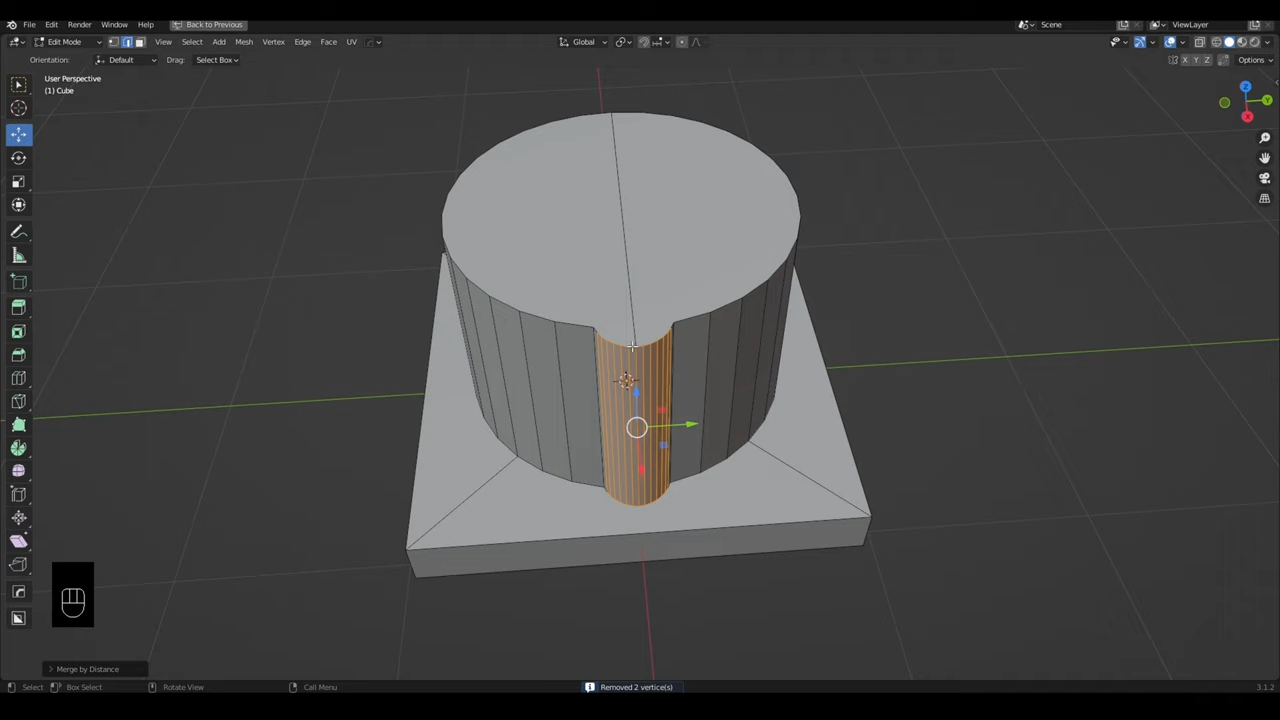 File Edit Render Window Help Back to Previous Scene ViewLayer
Edit Mode View Select Add Mesh Vertex Edge Face UV Global
Orientation: Default Drag: Select Box X Y Z Options
User Perspective
(1) Cube
Z
Y
X
Merge by Distance
Select Box Select Rotate View Call Menu Removed 2 vertice(s) 3.1.2